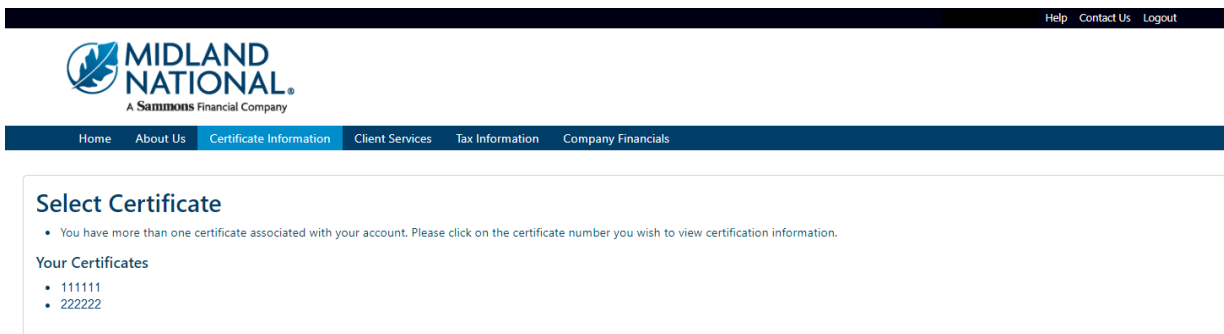 Help Contact Us Logout
MIDLAND
NATIONAL®
A Sammons Financial Company
Home About Us Certificate Information Client Services Tax Information Company Financials
Select Certificate
• You have more than one certificate associated with your account. Please click on the certificate number you wish to view certification information.
Your Certificates
• 111111
• 222222